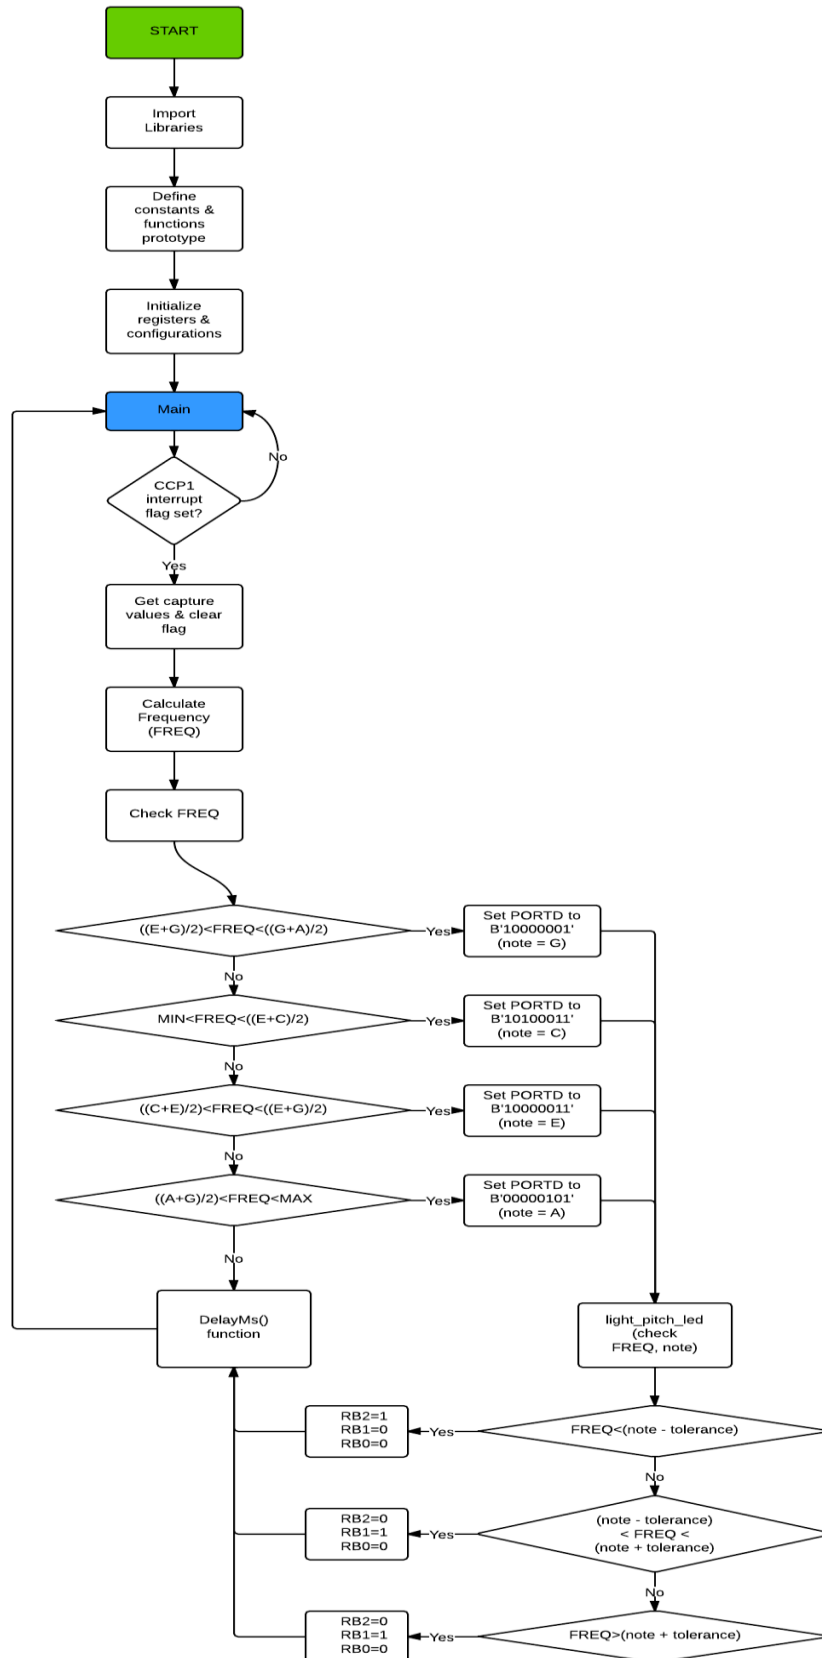 START
Import
Libraries
Define
constants &
functions
prototype
Initialize
registers &
configurations
Main
No
CCP1
interrupt
flag set?
Yes
Get capture
values & clear
flag
Calculate
Frequency
(FREQ)
Check FREQ
((E+G)/2)<FREQ<((G+A)/2)
Yes
Set PORTD to
B'10000001'
(note = G)
No
MIN<FREQ<((E+C)/2)
Yes
Set PORTD to
B'10100011'
(note = C)
No
((C+E)/2)<FREQ<((E+G)/2)
Yes
Set PORTD to
B'10000011'
(note = E)
No
((A+G)/2)<FREQ<MAX
Yes
Set PORTD to
B'00000101'
(note = A)
No
DelayMs()
function
light_pitch_led
(check
FREQ, note)
FREQ<(note - tolerance)
Yes
RB2=1
RB1=0
RB0=0
No
(note - tolerance)
< FREQ <
(note + tolerance)
Yes
RB2=0
RB1=1
RB0=0
No
FREQ>(note + tolerance)
Yes
RB2=0
RB1=1
RB0=0